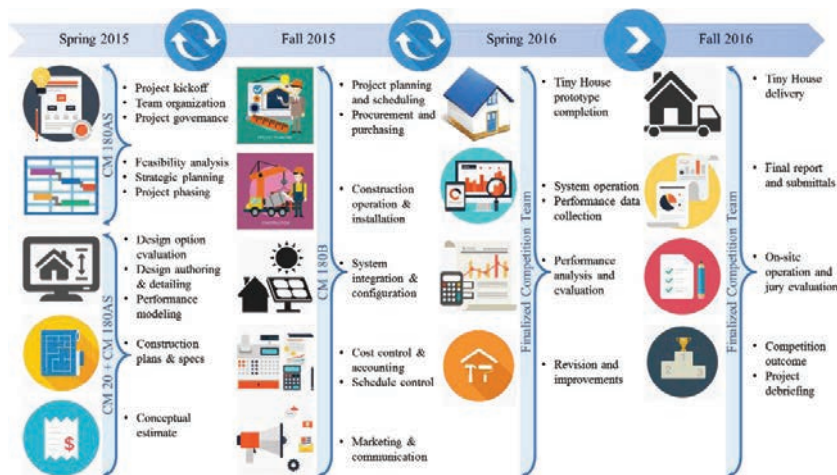 Spring 2015
Fall 2015
Spring 2016
Fall 2016
• Project kickoff
• Team organization
• Project governance
• Feasibility analysis
• Strategic planning
• Project phasing
CM 180AS
• Design option
evaluation
• Design authoring
& detailing
• Performance
modeling
• Construction
plans & specs
• Conceptual
estimate
CM 20 + CM 180AS
• Project planning
and scheduling
• Procurement and
purchasing
• Construction
operation &
installation
• System
integration &
configuration
• Cost control &
accounting
• Schedule control
• Marketing &
communication
CM 180B
• Tiny House
prototype
completion
• System operation
• Performance data
collection
• Performance
analysis and
evaluation
• Revision and
improvements
Finalized Competition Team
• Tiny House
delivery
• Final report
and submittals
• On-site
operation and
jury evaluation
• Competition
outcome
• Project
debriefing
Finalized Competition Team